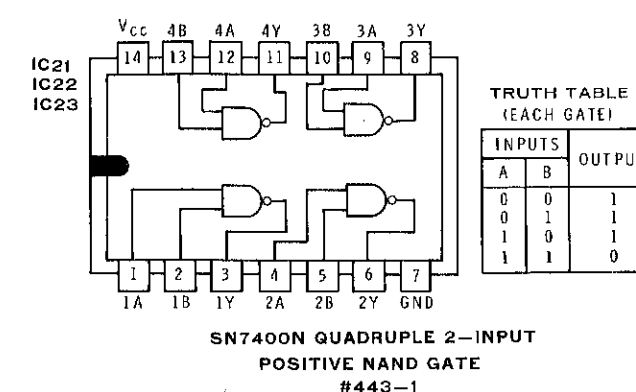 VCC 4B 4A 4Y 3B 3A 3Y
14 13 12 11 10 9 8
IC21
IC22
IC23
1 2 3 4 5 6 7
1A 1B 1Y 2A 2B 2Y GND
TRUTH TABLE
(EACH GATE)
INPUTS
A B
0 0 1
0 1 1
1 0 1
1 1 0
SN7400N QUADRUPLE 2-INPUT
POSITIVE NAND GATE
#443-1